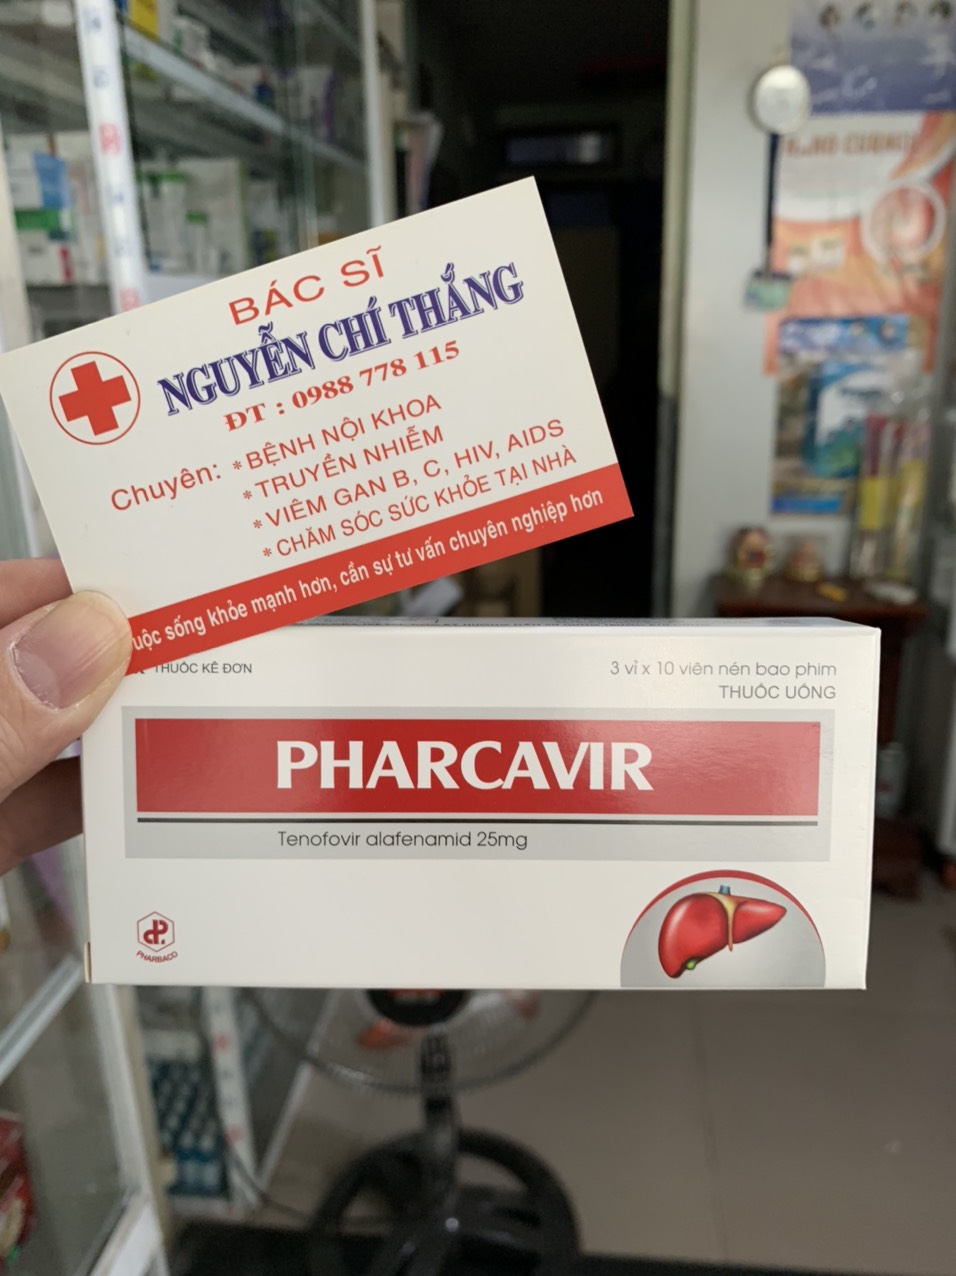 BÁC SĨ
NGUYỄN CHÍ THẮNG
ĐT : 0988 778 115
Chuyên: * BỆNH NỘI KHOA
* TRUYỀN NHIỄM
* VIÊM GAN B, C, HIV, AIDS
* CHĂM SÓC SỨC KHỎE TẠI NHÀ
sống khỏe mạnh hơn, cần sự tư vấn chuyên nghiệp hơn
THUỐC KÊ ĐƠN
3 vỉ x 10 viên nén bao phim
THUỐC UỐNG
PHARCAVIR
Tenofovir alafenamid 25mg
PHARBACO